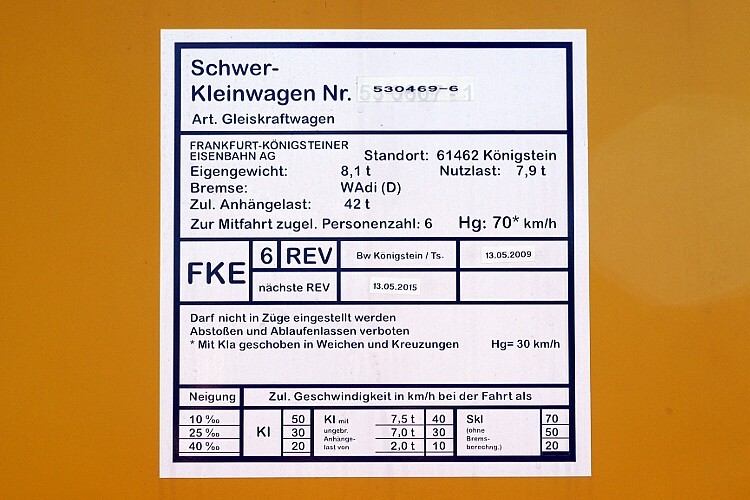 Schwer-
Kleinwagen Nr. 530469-6
Art. Gleiskraftwagen
FRANKFURT-KÖNIGSTEINER
EISENBAHN AG
Standort: 61462 Königstein
Eigengewicht: 8,1 t Nutzlast: 7,9 t
Bremse: WAdi (D)
Zul. Anhängelast: 42 t
Zur Mitfahrt zugel. Personenzahl: 6 Hg: 70* km/h
FKE 6 REV Bw Königstein / Ts. 13.05.2009
nächste REV 13.05.2015
Darf nicht in Züge eingestellt werden
Abstoßen und Ablaufenlassen verboten
* Mit Kla geschoben in Weichen und Kreuzungen Hg= 30 km/h
Neigung Zul. Geschwindigkeit in km/h bei der Fahrt als
10 ‰ 50 Kl mit 7,5 t 40 Skl 70
25 ‰ Kl 30 ungebr. 7,0 t 30 (ohne 50
40 ‰ 20 Anhänge- 2,0 t 10 Brems- 20
last von berechng.)